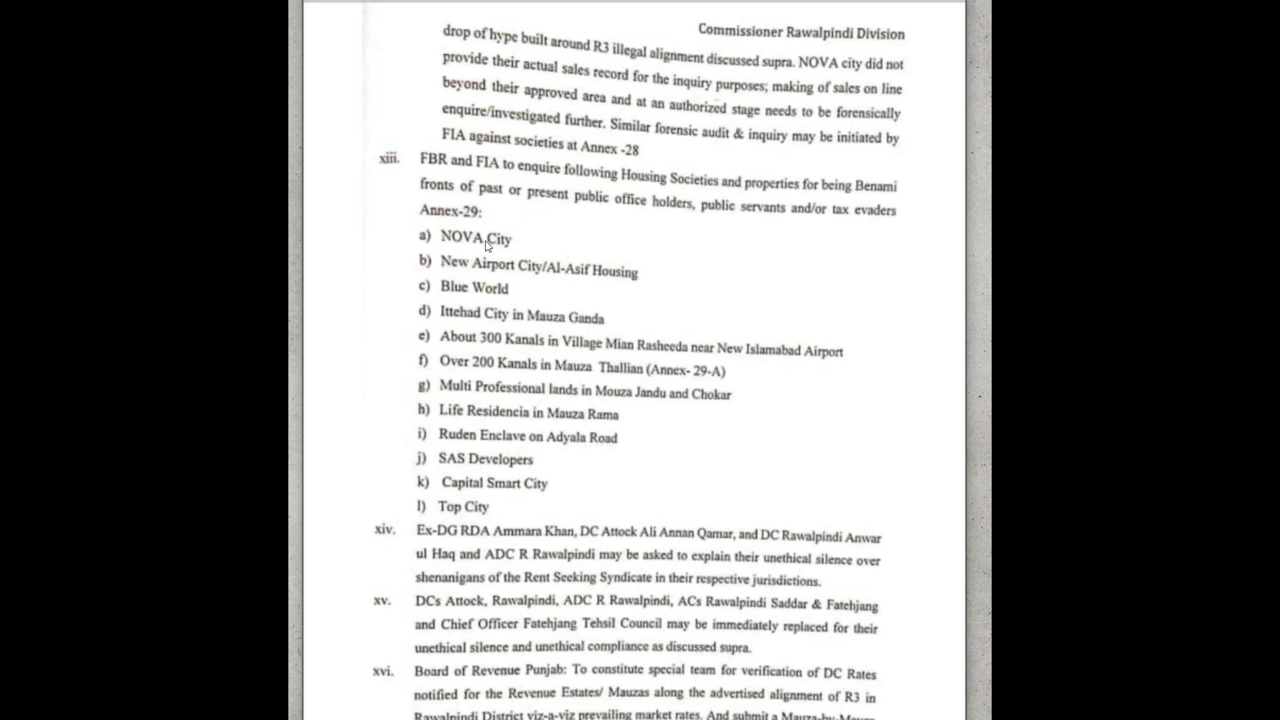 Commissioner Rawalpindi Division
drop of hype built around R3 illegal alignment discussed supra. NOVA city did not
provide their actual sales record for the inquiry purposes; making of sales on line
beyond their approved area and at an authorized stage needs to be forensically
enquire/investigated further. Similar forensic audit & inquiry may be initiated by
FIA against societies at Annex -28
xiii. FBR and FIA to enquire following Housing Societies and properties for being Benami
fronts of past or present public office holders, public servants and/or tax evaders
Annex-29:
a) NOVA City
b) New Airport City/Al-Asif Housing
c) Blue World
d) Ittehad City in Mauza Ganda
e) About 300 Kanals in Village Mian Rasheeda near New Islamabad Airport
f) Over 200 Kanals in Mauza Thallian (Annex- 29-A)
g) Multi Professional lands in Mouza Jandu and Chokar
h) Life Residencia in Mauza Rama
i) Ruden Enclave on Adyala Road
j) SAS Developers
k) Capital Smart City
l) Top City
xiv. Ex-DG RDA Ammara Khan, DC Attock Ali Annan Qamar, and DC Rawalpindi Anwar
ul Haq and ADC R Rawalpindi may be asked to explain their unethical silence over
shenanigans of the Rent Seeking Syndicate in their respective jurisdictions.
xv. DCs Attock, Rawalpindi, ADC R Rawalpindi, ACs Rawalpindi Saddar & Fatehjang
and Chief Officer Fatehjang Tehsil Council may be immediately replaced for their
unethical silence and unethical compliance as discussed supra.
xvi. Board of Revenue Punjab: To constitute special team for verification of DC Rates
notified for the Revenue Estates/ Mauzas along the advertised alignment of R3 in
Rawalpindi District viz-a-viz prevailing market rates. And submit a Mauza-by-Mauza